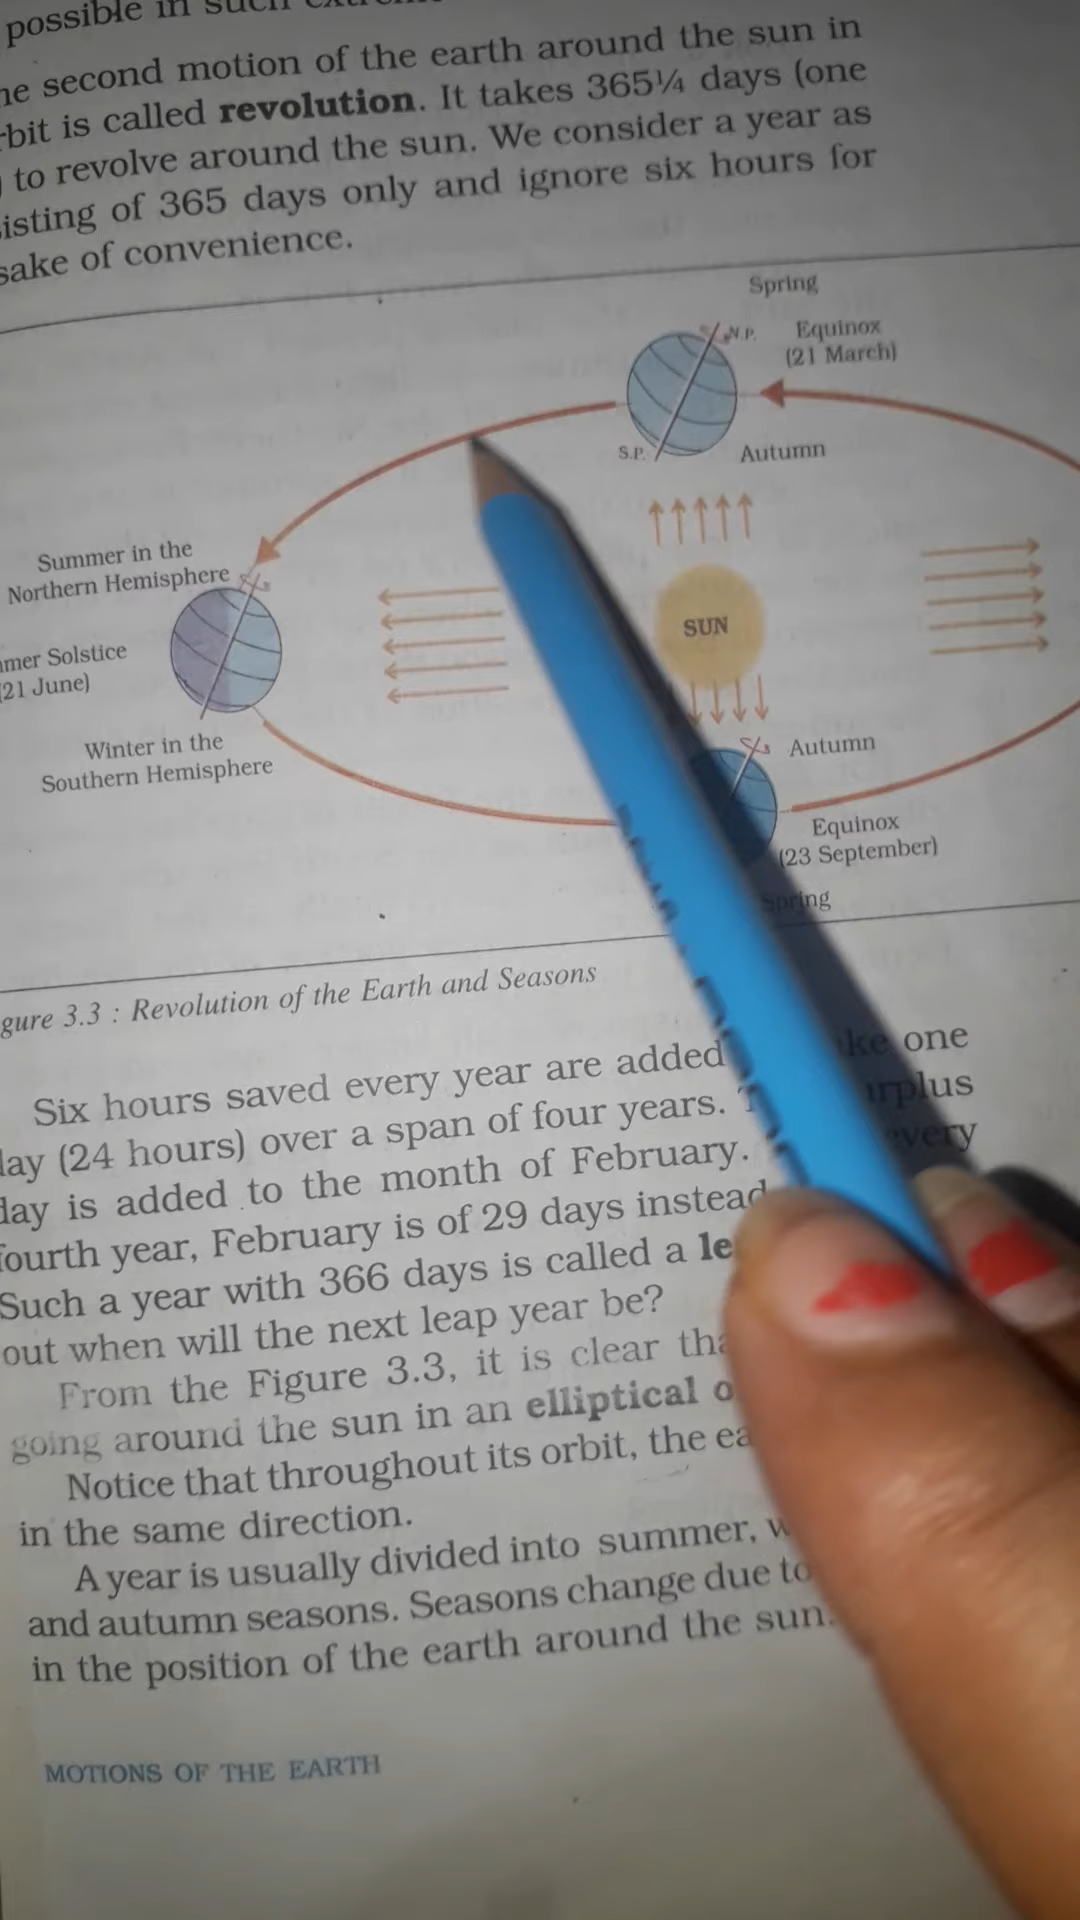 possible in such
he second motion of the earth around the sun in
rbit is called revolution. It takes 365¼ days (one
) to revolve around the sun. We consider a year as
isting of 365 days only and ignore six hours for
sake of convenience.
Spring
N.P. Equinox
(21 March)
S.P. Autumn
Summer in the
Northern Hemisphere
SUN
mer Solstice
(21 June)
Winter in the
Southern Hemisphere
Autumn
Equinox
(23 September)
Spring
gure 3.3 : Revolution of the Earth and Seasons
Six hours saved every year are added ke one
lay (24 hours) over a span of four years. urplus
day is added to the month of February. every
fourth year, February is of 29 days instead
Such a year with 366 days is called a le
out when will the next leap year be?
From the Figure 3.3, it is clear tha
going around the sun in an elliptical o
Notice that throughout its orbit, the ea
in the same direction.
A year is usually divided into summer, w
and autumn seasons. Seasons change due to
in the position of the earth around the sun.
MOTIONS OF THE EARTH